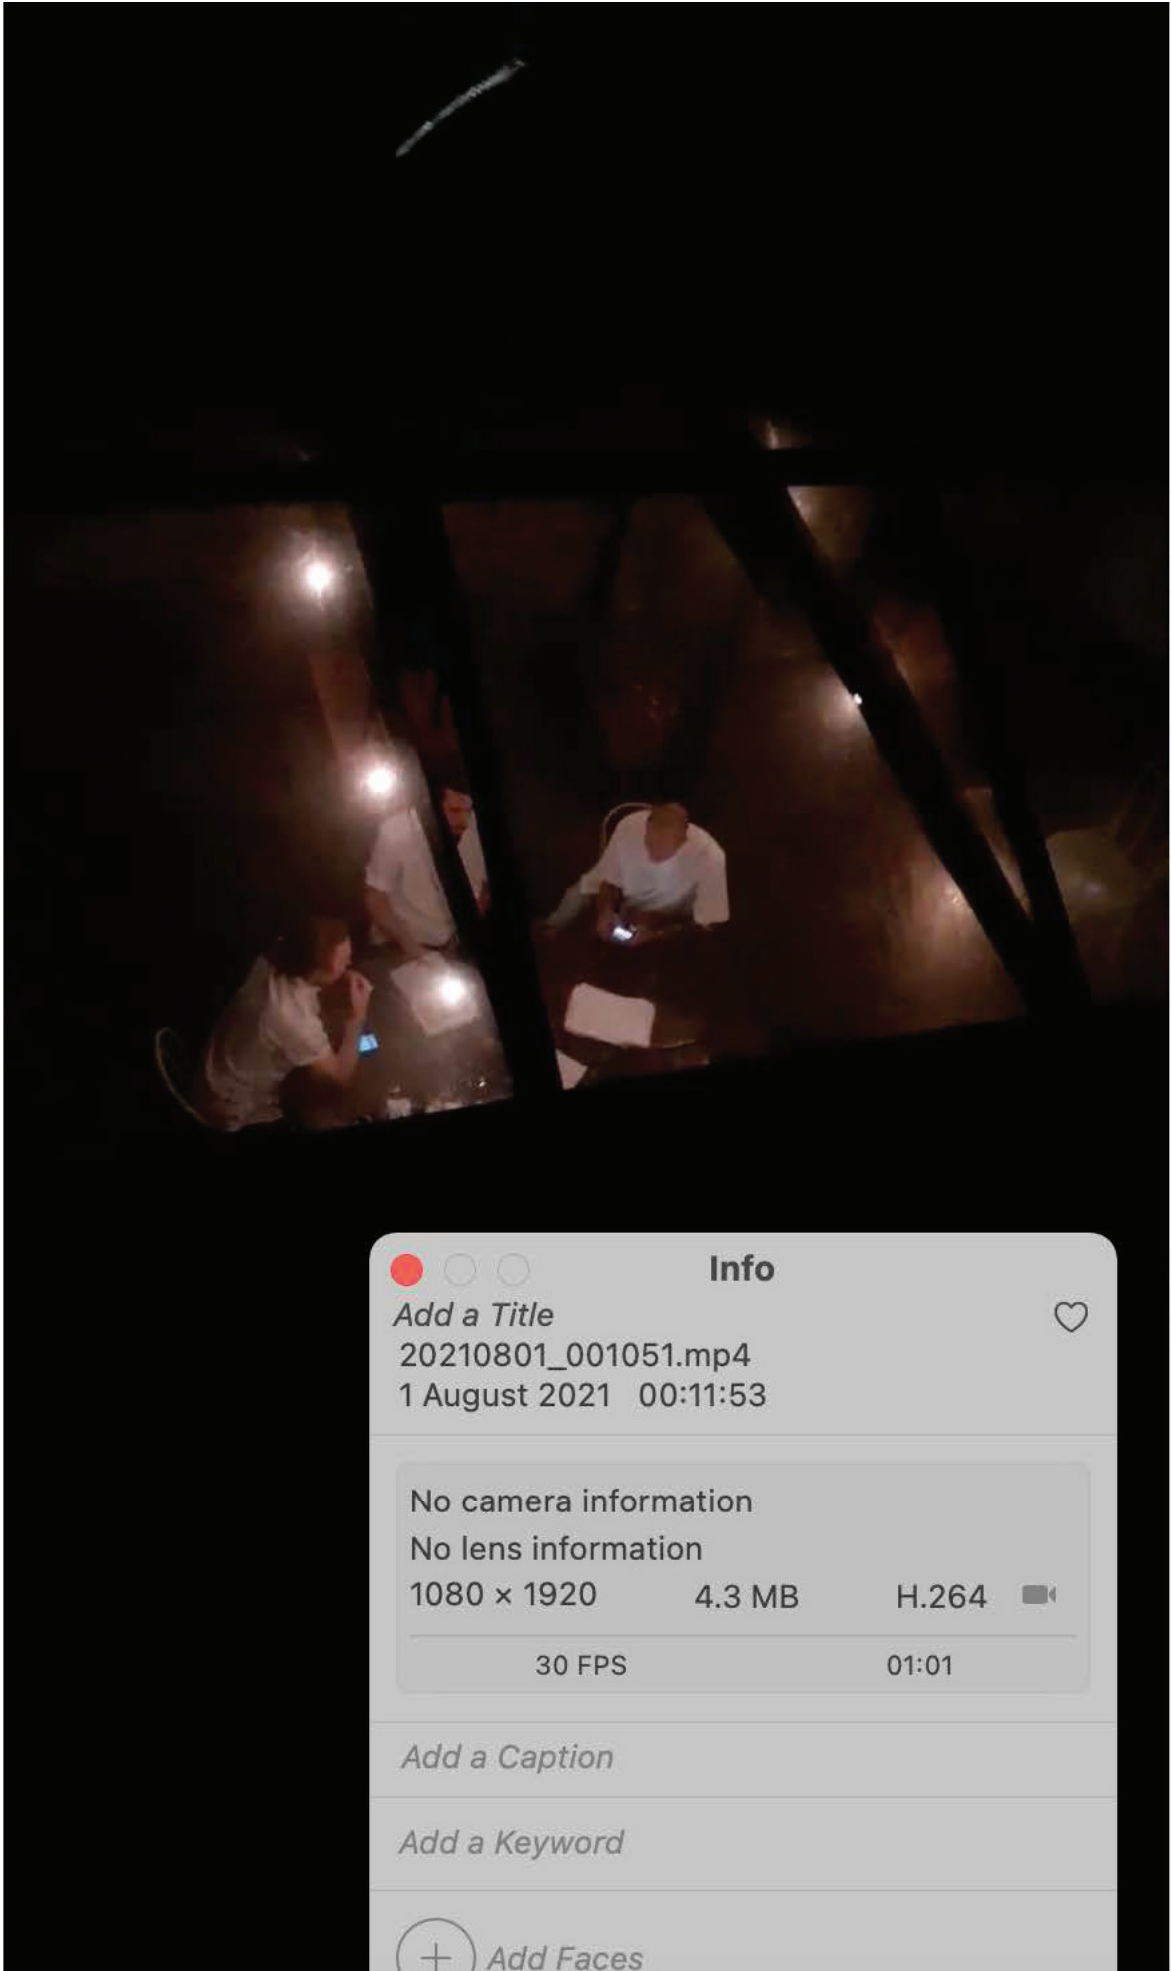 Info
Add a Title
20210801_001051.mp4
1 August 2021 00:11:53
No camera information
No lens information
1080 × 1920 4.3 MB H.264
30 FPS 01:01
Add a Caption
Add a Keyword
Add Faces